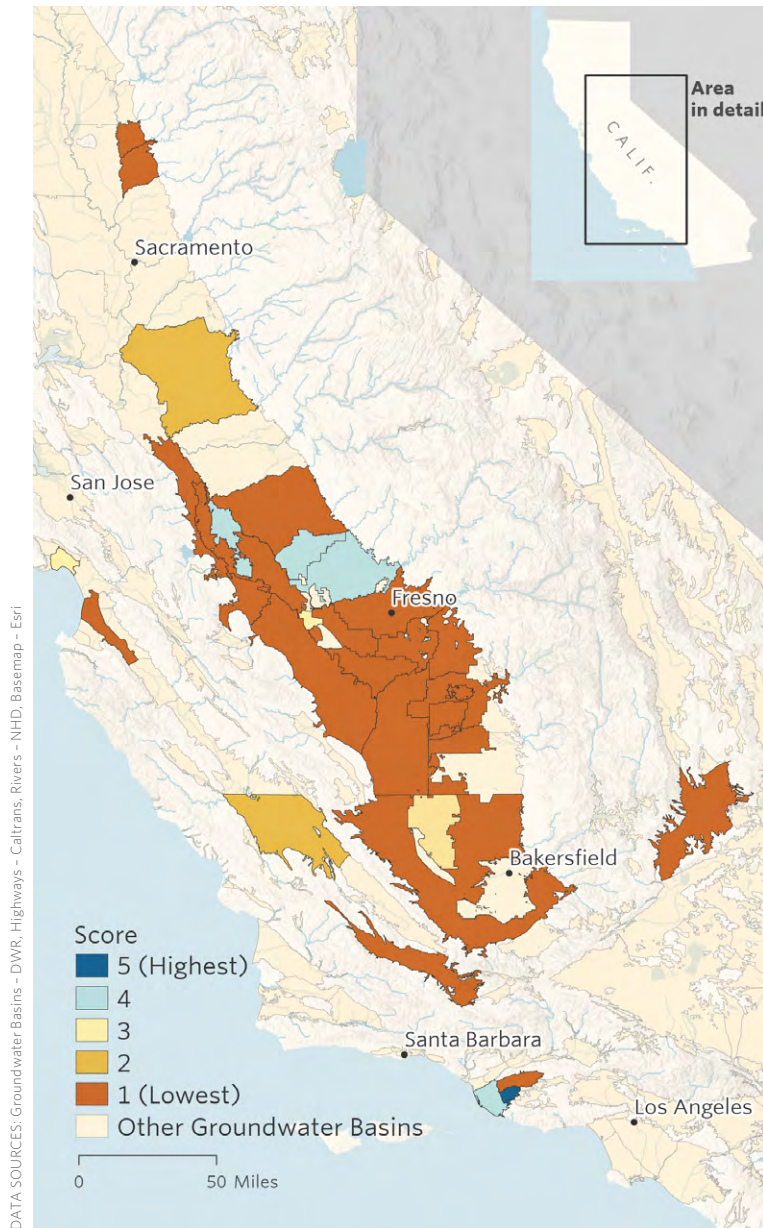 Area
in detail
CALIF.
Sacramento
San Jose
Fresno
Bakersfield
Score
5 (Highest)
4
3
2
1 (Lowest)
Other Groundwater Basins
Santa Barbara
Los Angeles
0 50 Miles
DATA SOURCES: Groundwater Basins – DWR, Highways – Caltrans, Rivers – NHD, Basemap – Esri